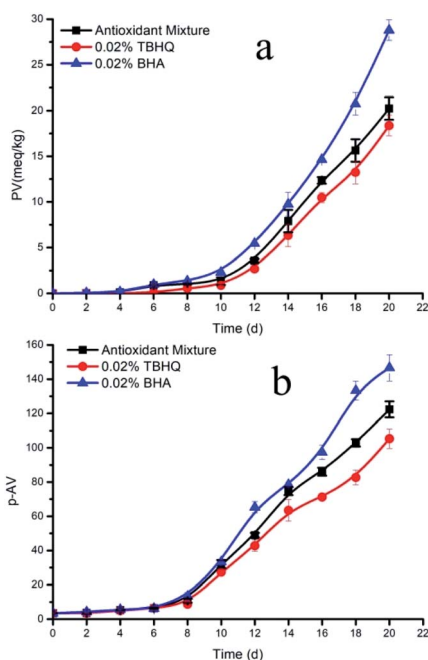 Antioxidant Mixture
0.02% TBHQ
0.02% BHA
a
PV(meq/kg)
30
25
20
15
10
5
0
0 2 4 6 8 10 12 14 16 18 20 22
Time (d)
Antioxidant Mixture
0.02% TBHQ
0.02% BHA
b
p-AV
160
140
120
100
80
60
40
20
0
0 2 4 6 8 10 12 14 16 18 20 22
Time (d)